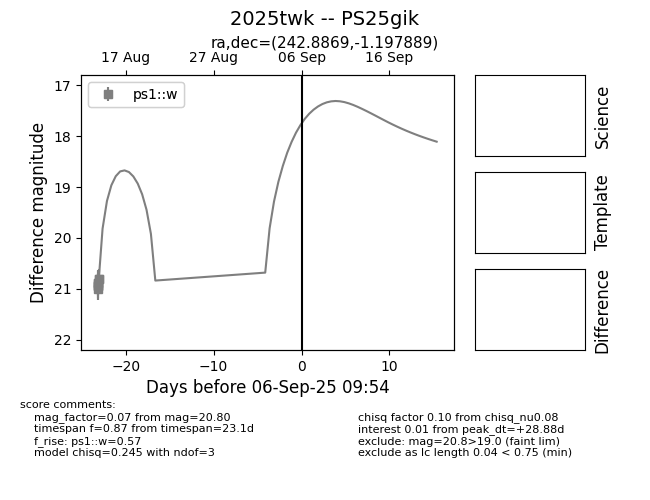 2025twk -- PS25gik
ra,dec=(242.8869,-1.197889)
17 Aug 27 Aug 06 Sep 16 Sep
ps1::w
17
18
19
20
21
22
Difference magnitude
−20 −10 0 10
Days before 06-Sep-25 09:54
Science
Template
Difference
score comments:
mag_factor=0.07 from mag=20.80
timespan f=0.87 from timespan=23.1d
f_rise: ps1::w=0.57
model chisq=0.245 with ndof=3
chisq factor 0.10 from chisq_nu0.08
interest 0.01 from peak_dt=+28.88d
exclude: mag=20.8>19.0 (faint lim)
exclude as lc length 0.04 < 0.75 (min)